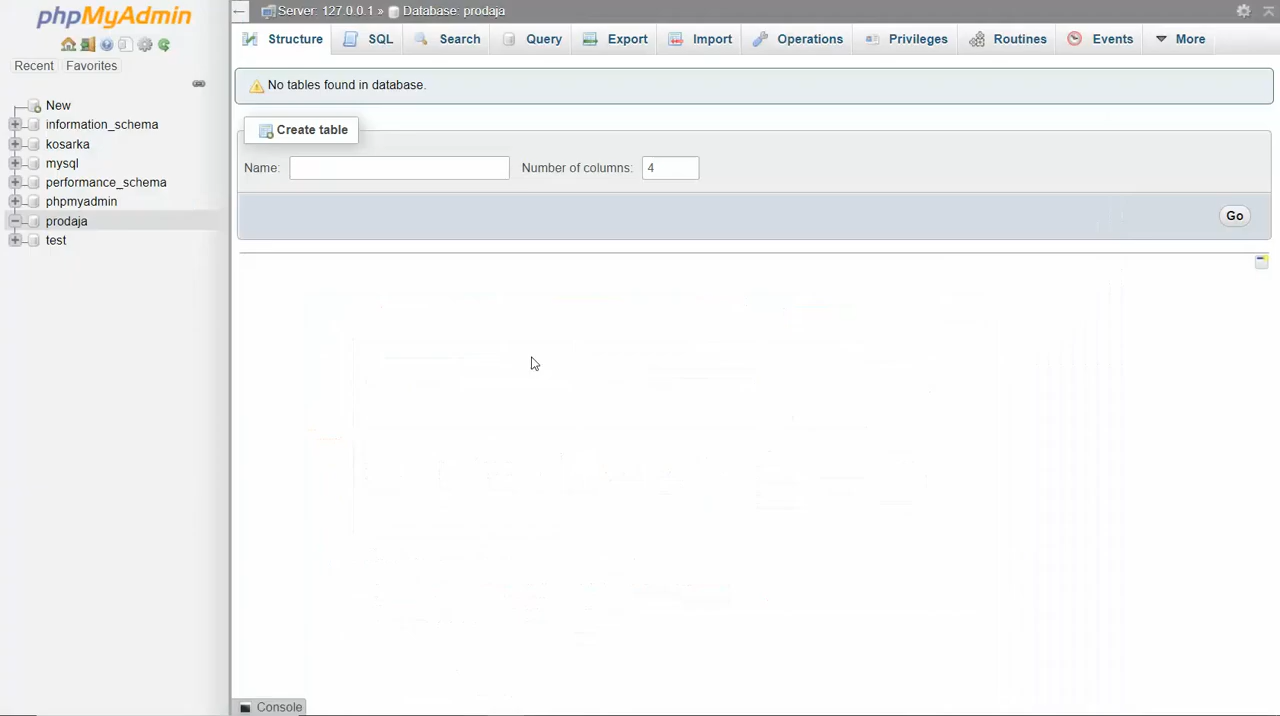 phpMyAdmin
Recent Favorites
New
information_schema
kosarka
mysql
performance_schema
phpmyadmin
prodaja
test
Server: 127.0.0.1 » Database: prodaja
Structure SQL Search Query Export Import Operations Privileges Routines Events More
No tables found in database.
Create table
Name: Number of columns: 4
Go
Console